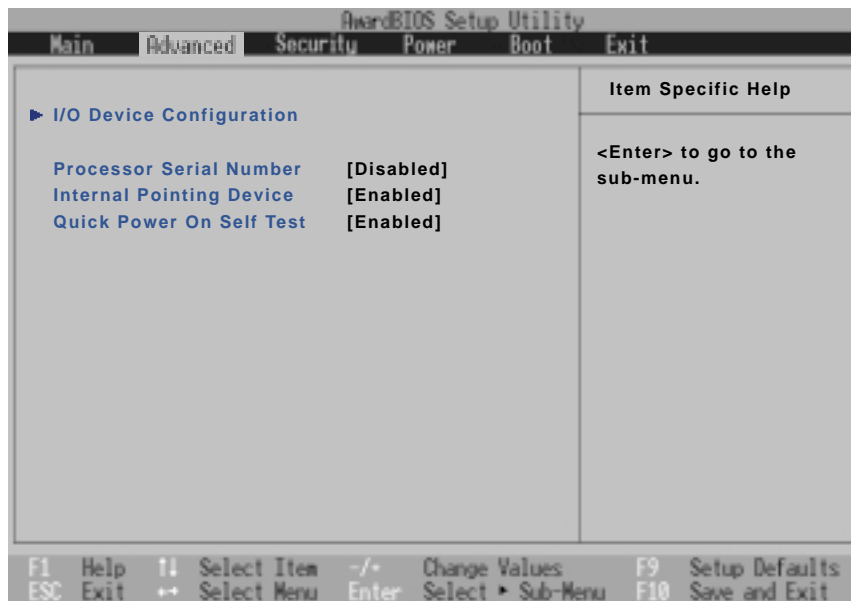 AwardBIOS Setup Utility
Main Advanced Security Power Boot Exit
I/O Device Configuration
Processor Serial Number [Disabled]
Internal Pointing Device [Enabled]
Quick Power On Self Test [Enabled]
Item Specific Help
<Enter> to go to the
sub-menu.
F1 Help ↑↓ Select Item -/+ Change Values F9 Setup Defaults
ESC Exit ↔ Select Menu Enter Select ▸ Sub-Menu F10 Save and Exit